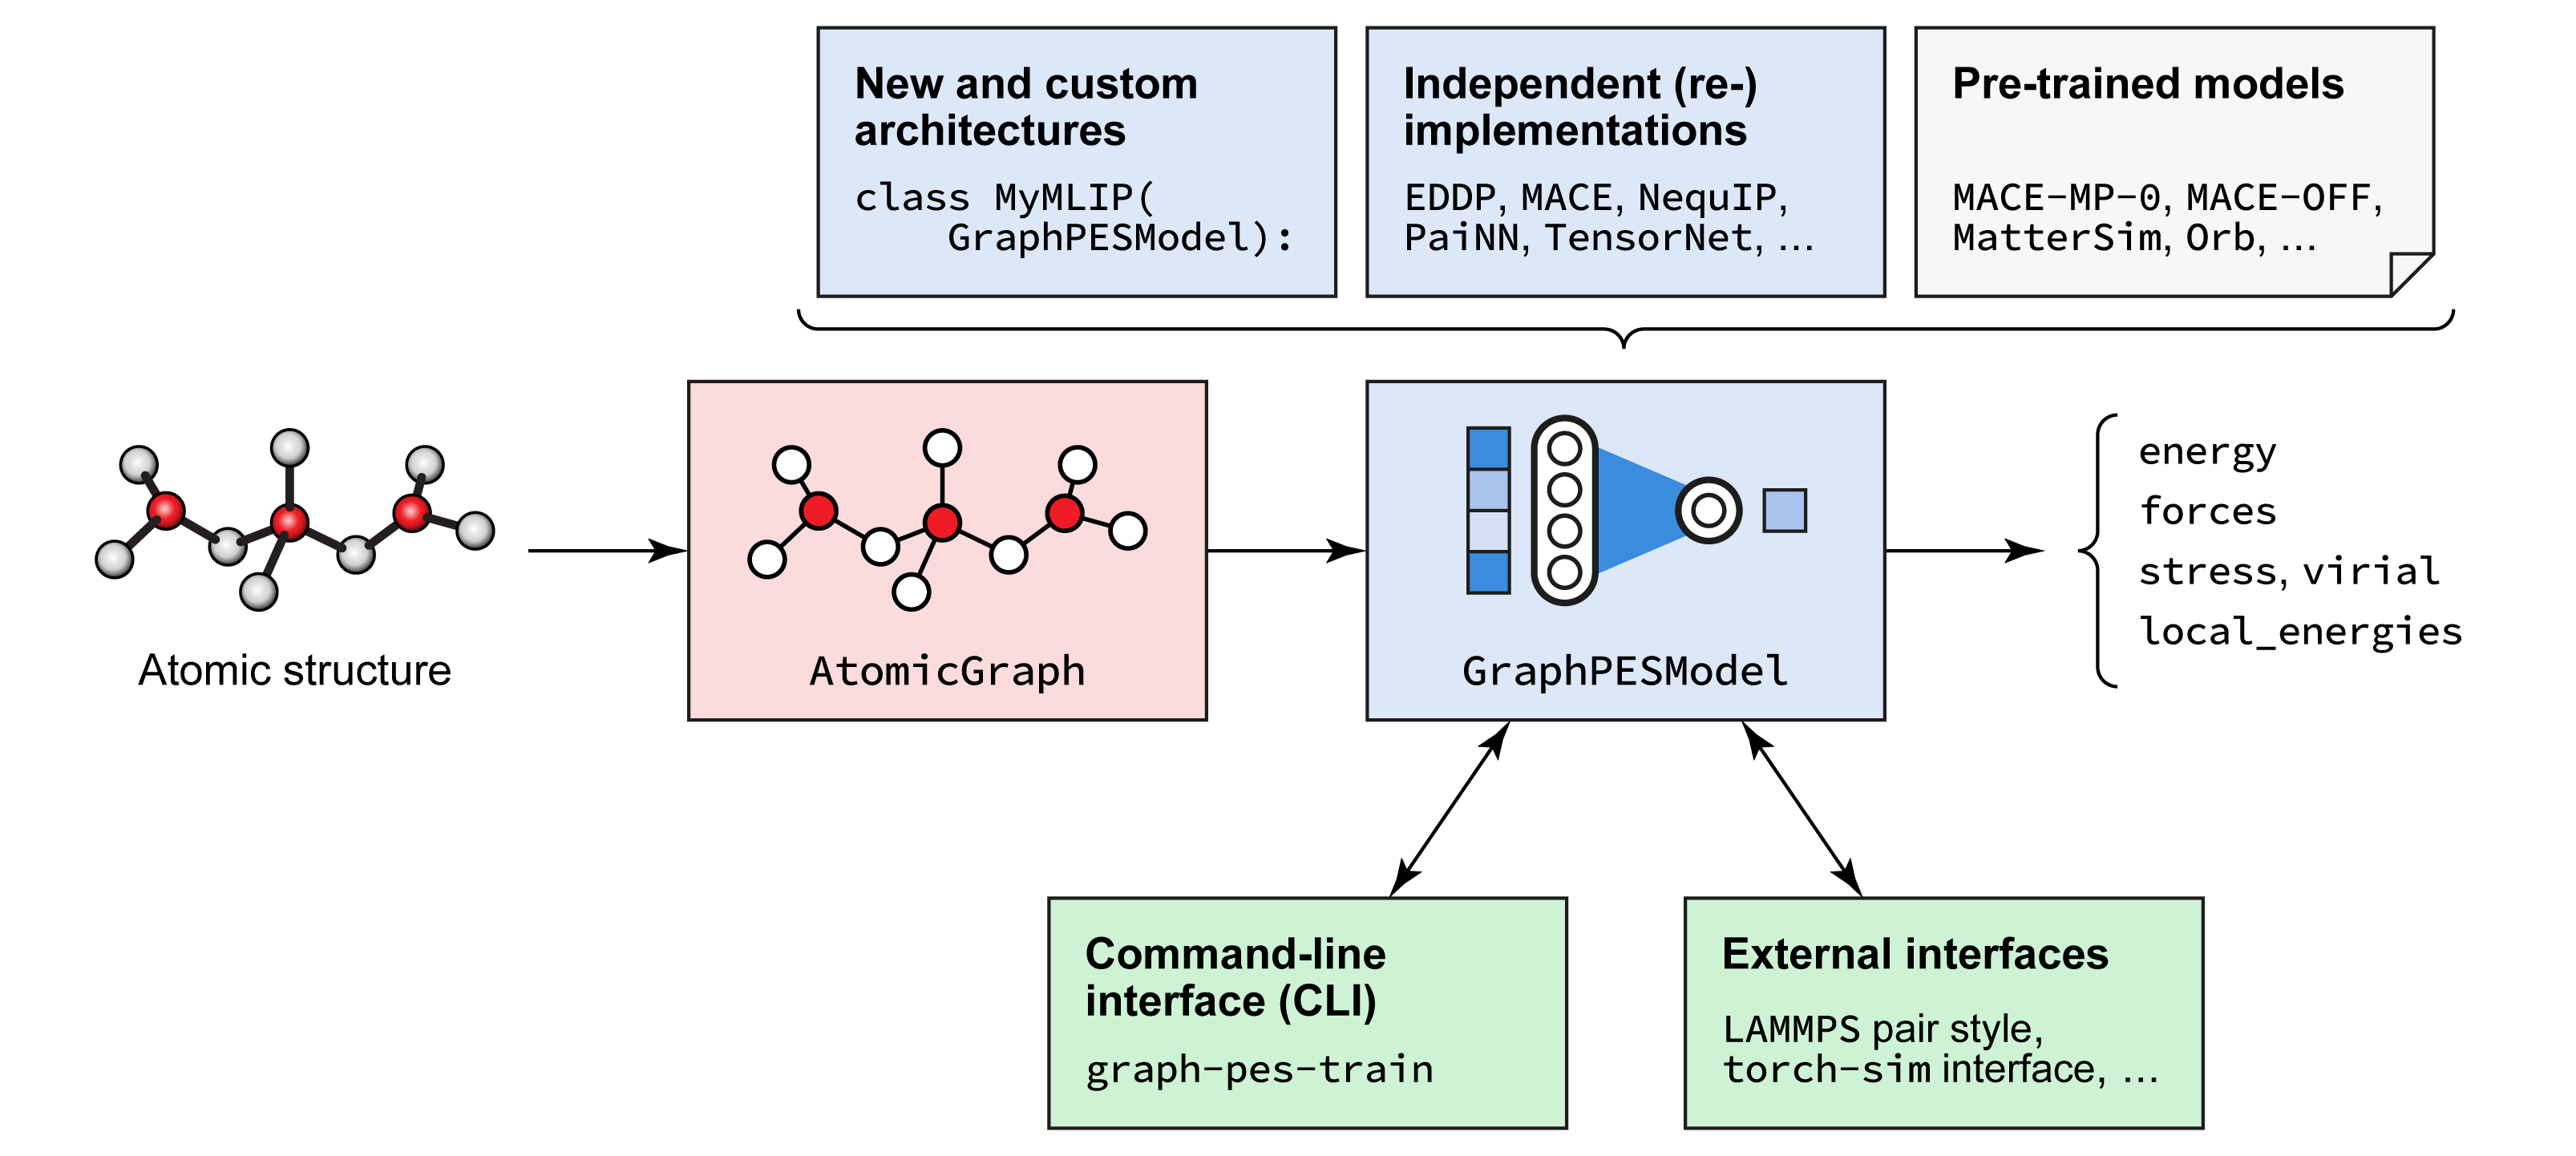 New and custom
architectures
class MyMLIP(
    GraphPESModel):
Independent (re-)
implementations
EDDP, MACE, NequIP,
PaiNN, TensorNet, ...
Pre-trained models
MACE-MP-0, MACE-OFF,
MatterSim, Orb, ...
Atomic structure
AtomicGraph
GraphPESModel
energy
forces
stress, virial
local_energies
Command-line
interface (CLI)
graph-pes-train
External interfaces
LAMMPS pair style,
torch-sim interface, ...